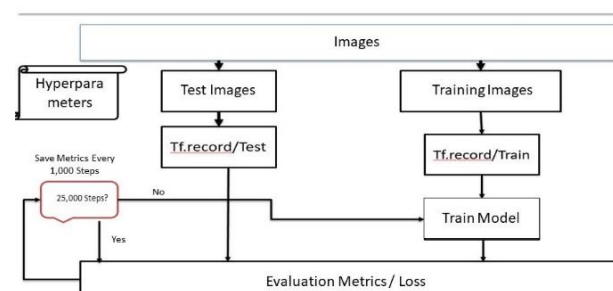 Images
Hyperpara
meters
Test Images
Training Images
Tf.record/Test
Tf.record/Train
Save Metrics Every
1,000 Steps
25,000 Steps?
No
Train Model
Yes
Evaluation Metrics / Loss